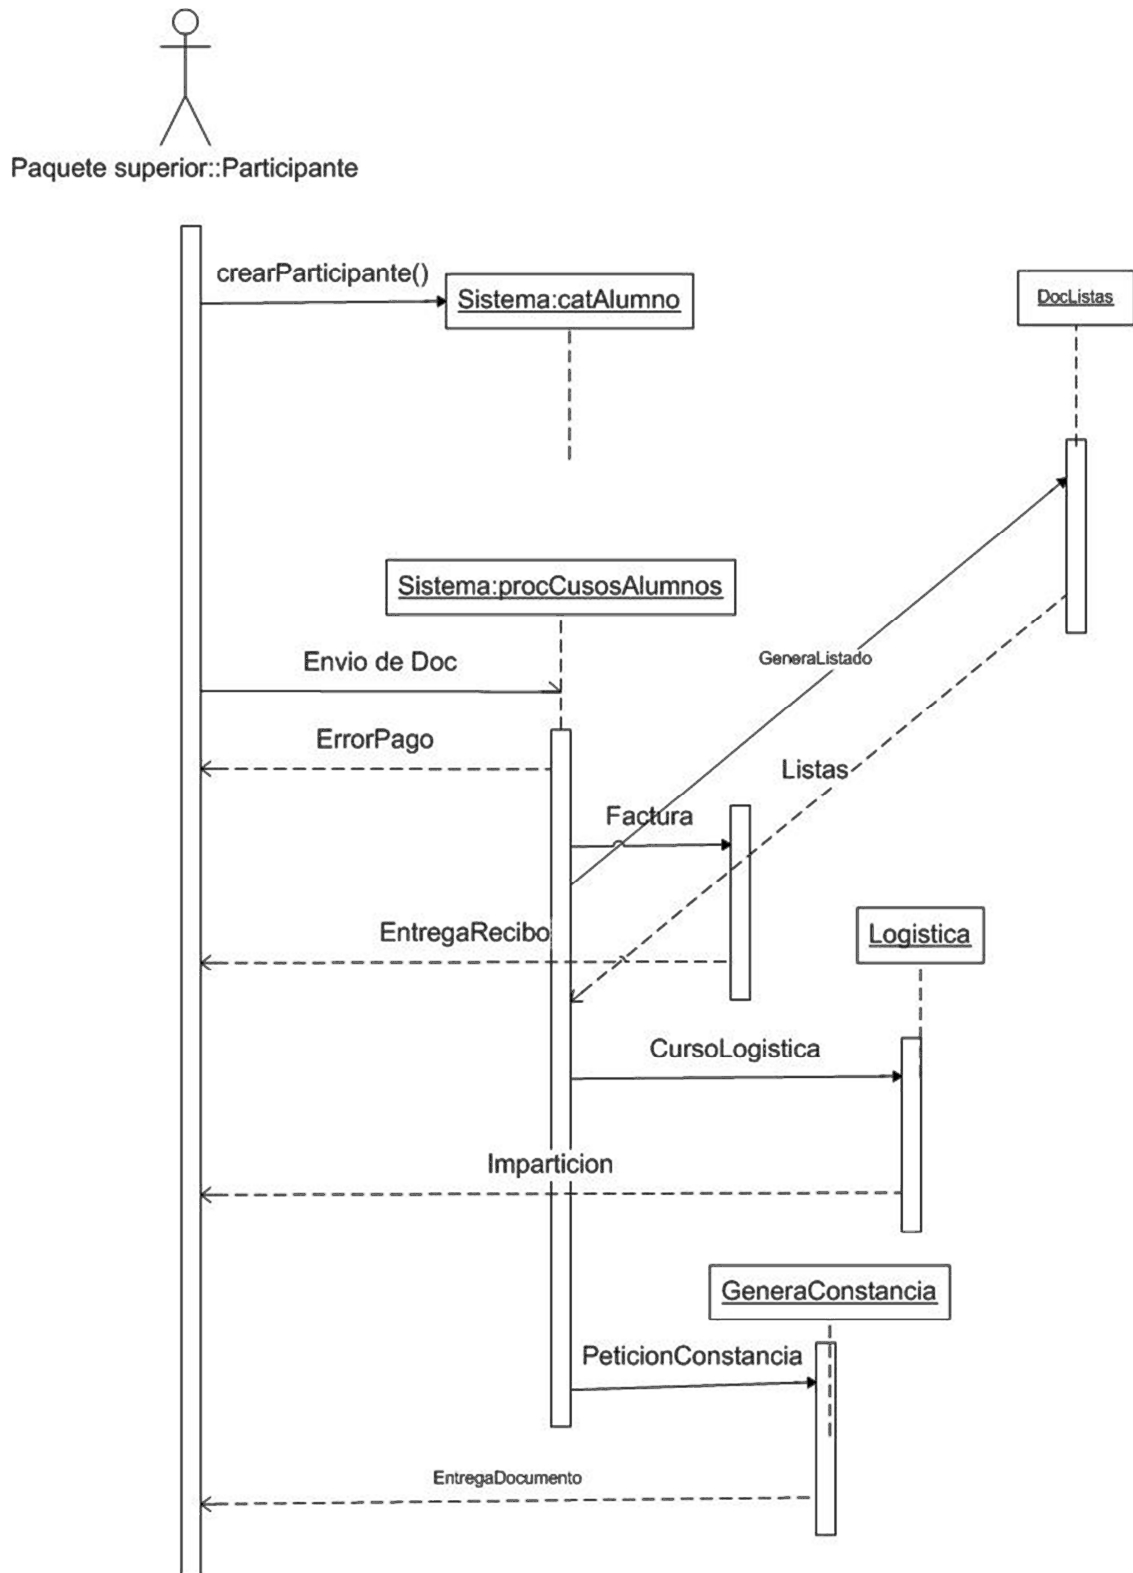 Paquete superior::Participante
crearParticipante()
Sistema:catAlumno
DocListas
Sistema:procCusosAlumnos
Envio de Doc
GeneraListado
ErrorPago
Listas
Factura
EntregaRecibo
Logistica
CursoLogistica
Imparticion
GeneraConstancia
PeticionConstancia
EntregaDocumento